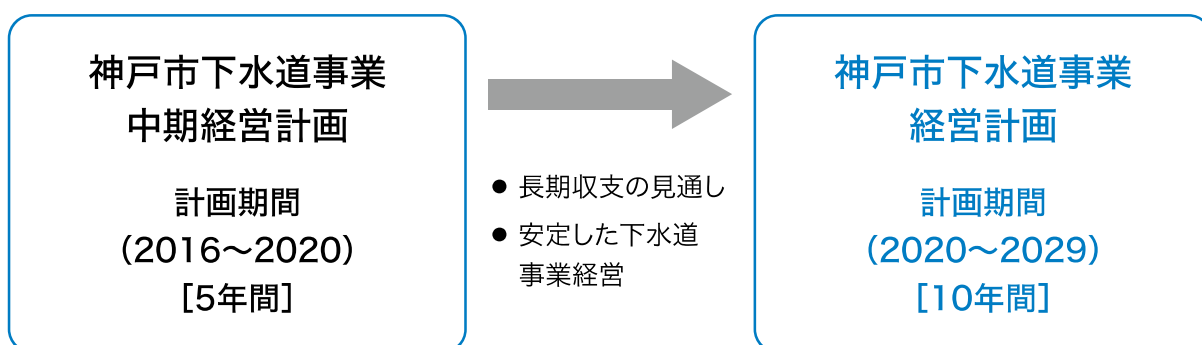 神戸市下水道事業
中期経営計画
計画期間
（2016～2020）
［5年間］
● 長期収支の見通し
● 安定した下水道
事業経営
神戸市下水道事業
経営計画
計画期間
（2020～2029）
［10年間］